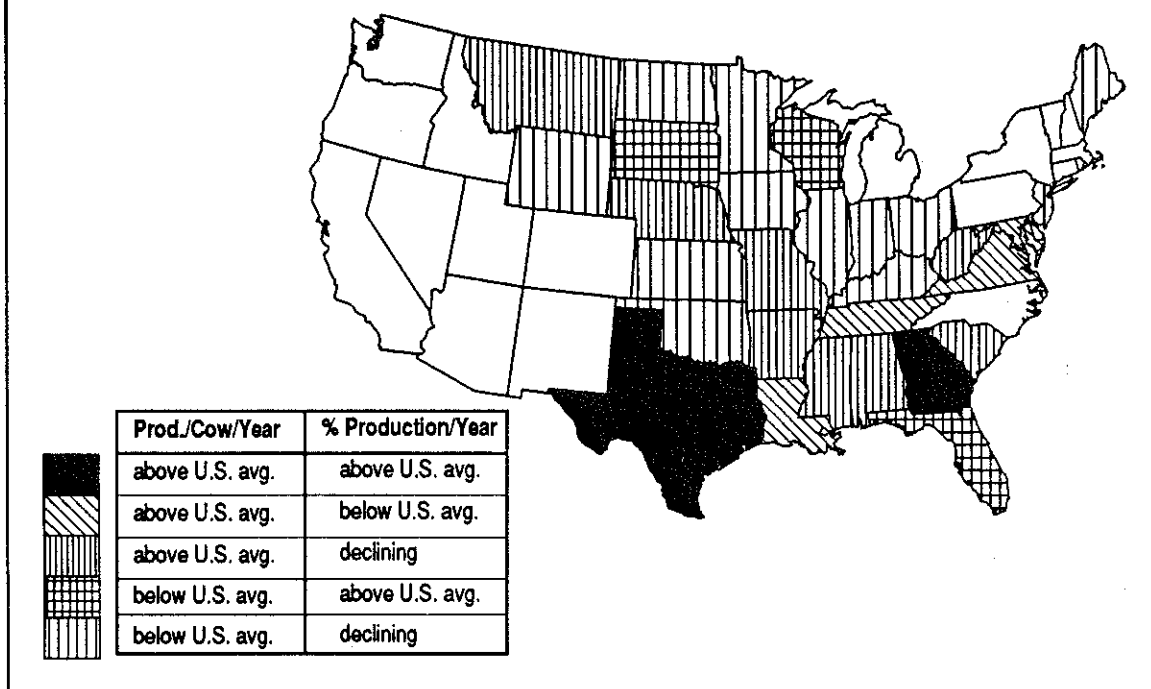 Prod./Cow/Year % Production/Year
above U.S. avg. above U.S. avg.
above U.S. avg. below U.S. avg.
above U.S. avg. declining
below U.S. avg. above U.S. avg.
below U.S. avg. declining